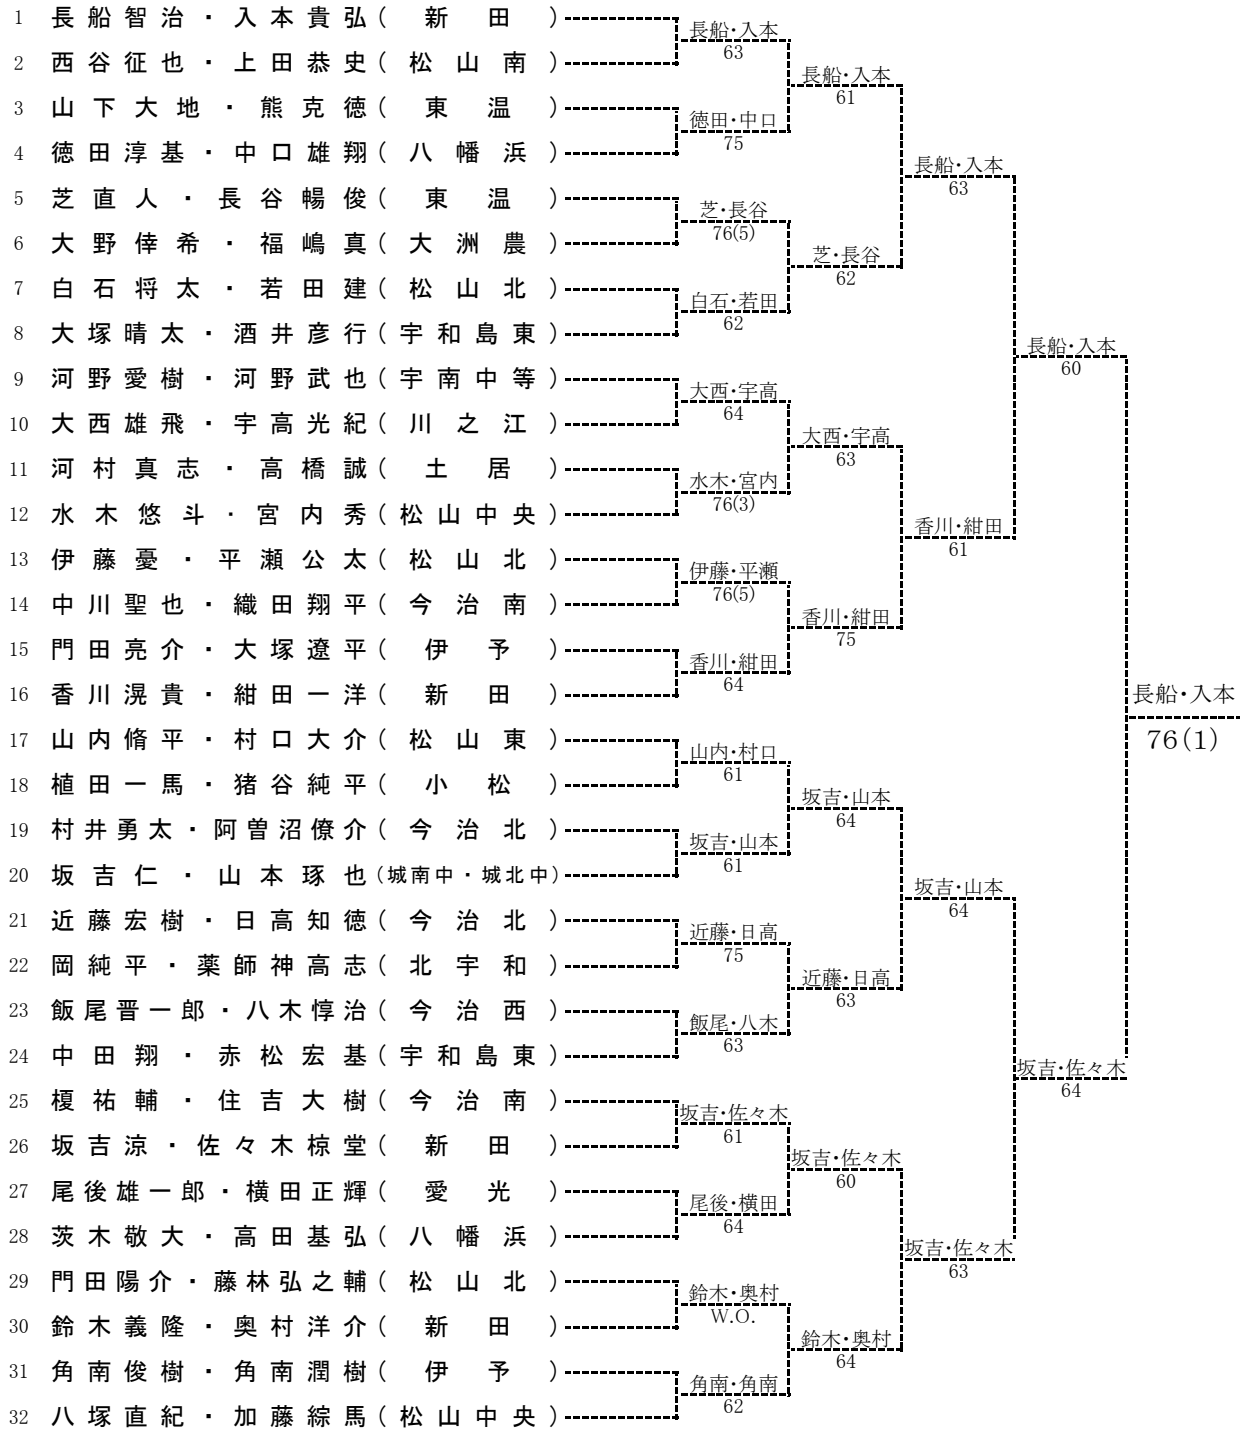 1 長船智治・入本貴弘(新田)
長船・入本
63
2 西谷征也・上田恭史(松山南)
長船・入本
61
3 山下大地・熊克徳(東温)
徳田・中口
75
4 徳田淳基・中口雄翔(八幡浜)
長船・入本
63
5 芝直人・長谷暢俊(東温)
芝・長谷
76(5)
6 大野倖希・福嶋真(大洲農)
芝・長谷
62
7 白石将太・若田建(松山北)
白石・若田
62
8 大塚晴太・酒井彦行(宇和島東)
長船・入本
60
9 河野愛樹・河野武也(宇南中等)
大西・宇高
64
10 大西雄飛・宇高光紀(川之江)
大西・宇高
63
11 河村真志・高橋誠(土居)
水木・宮内
76(3)
12 水木悠斗・宮内秀(松山中央)
香川・紺田
61
13 伊藤憂・平瀬公太(松山北)
伊藤・平瀬
76(5)
14 中川聖也・織田翔平(今治南)
香川・紺田
75
15 門田亮介・大塚遼平(伊予)
香川・紺田
64
16 香川滉貴・紺田一洋(新田)
長船・入本
76(1)
17 山内脩平・村口大介(松山東)
山内・村口
61
18 植田一馬・猪谷純平(小松)
坂吉・山本
64
19 村井勇太・阿曽沼僚介(今治北)
坂吉・山本
61
20 坂吉仁・山本琢也(城南中・城北中)
坂吉・山本
64
21 近藤宏樹・日高知徳(今治北)
近藤・日高
75
22 岡純平・薬師神高志(北宇和)
近藤・日高
63
23 飯尾晋一郎・八木惇治(今治西)
飯尾・八木
63
24 中田翔・赤松宏基(宇和島東)
坂吉・佐々木
64
25 榎祐輔・住吉大樹(今治南)
坂吉・佐々木
61
26 坂吉涼・佐々木椋堂(新田)
坂吉・佐々木
60
27 尾後雄一郎・横田正輝(愛光)
尾後・横田
64
28 茨木敬大・高田基弘(八幡浜)
坂吉・佐々木
63
29 門田陽介・藤林弘之輔(松山北)
鈴木・奥村
W.O.
30 鈴木義隆・奥村洋介(新田)
鈴木・奥村
64
31 角南俊樹・角南潤樹(伊予)
角南・角南
62
32 八塚直紀・加藤綜馬(松山中央)